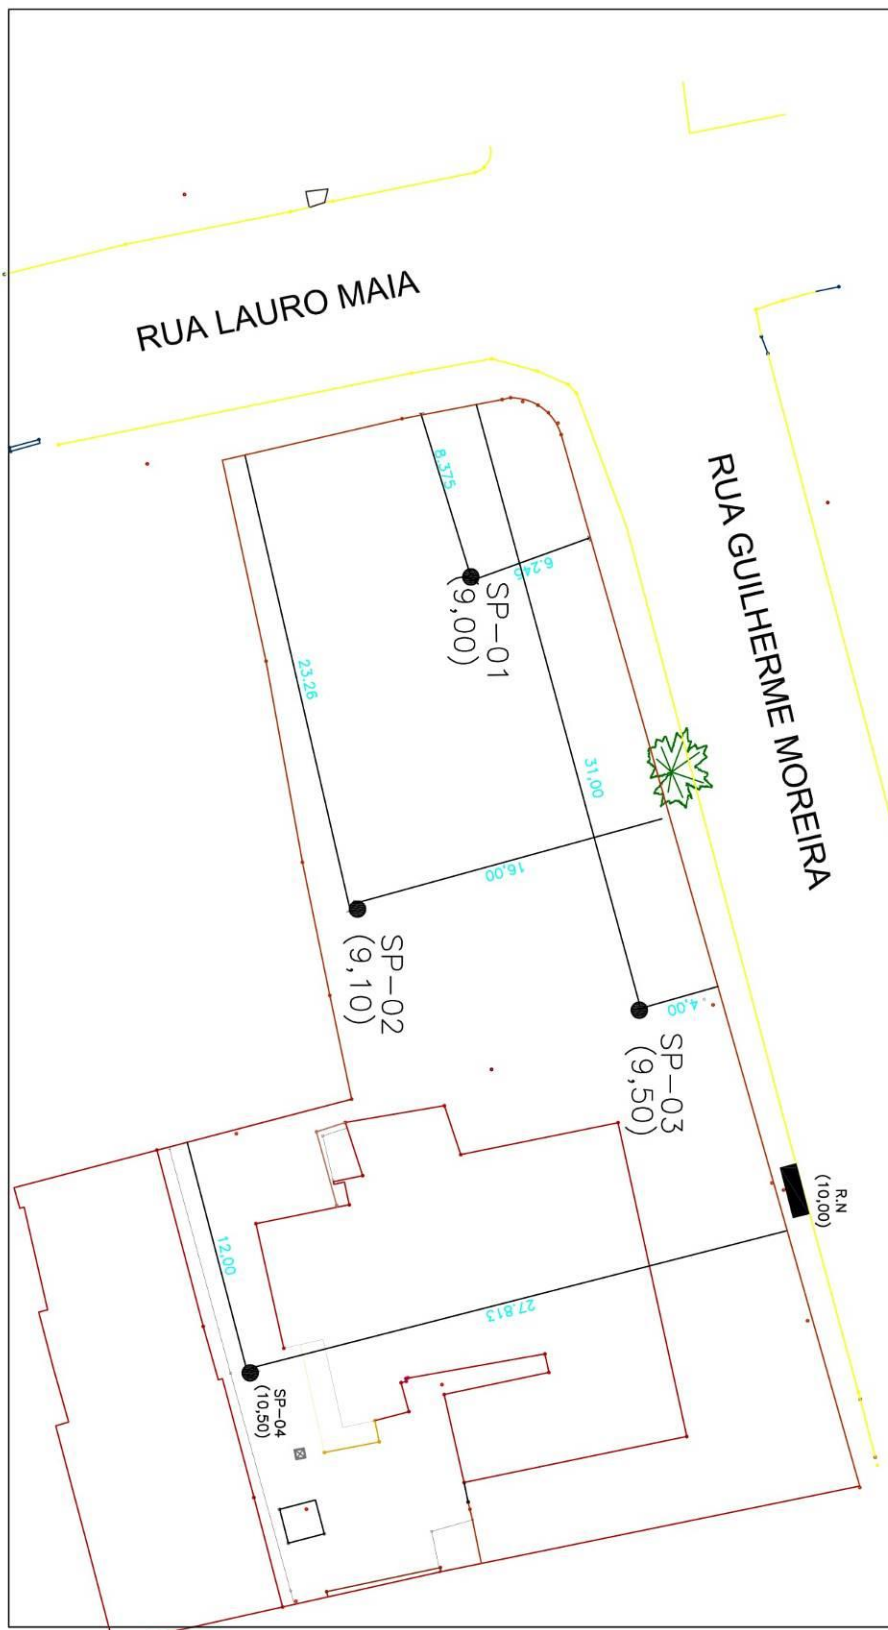 RUA LAURO MAIA
RUA GUILHERME MOREIRA
8.375
6.245
SP-01
(9,00)
23.26
31,00
16,00
SP-02
(9,10)
4,00
SP-03
(9,50)
R.N
(10,00)
12,00
27.813
SP-04
(10,50)